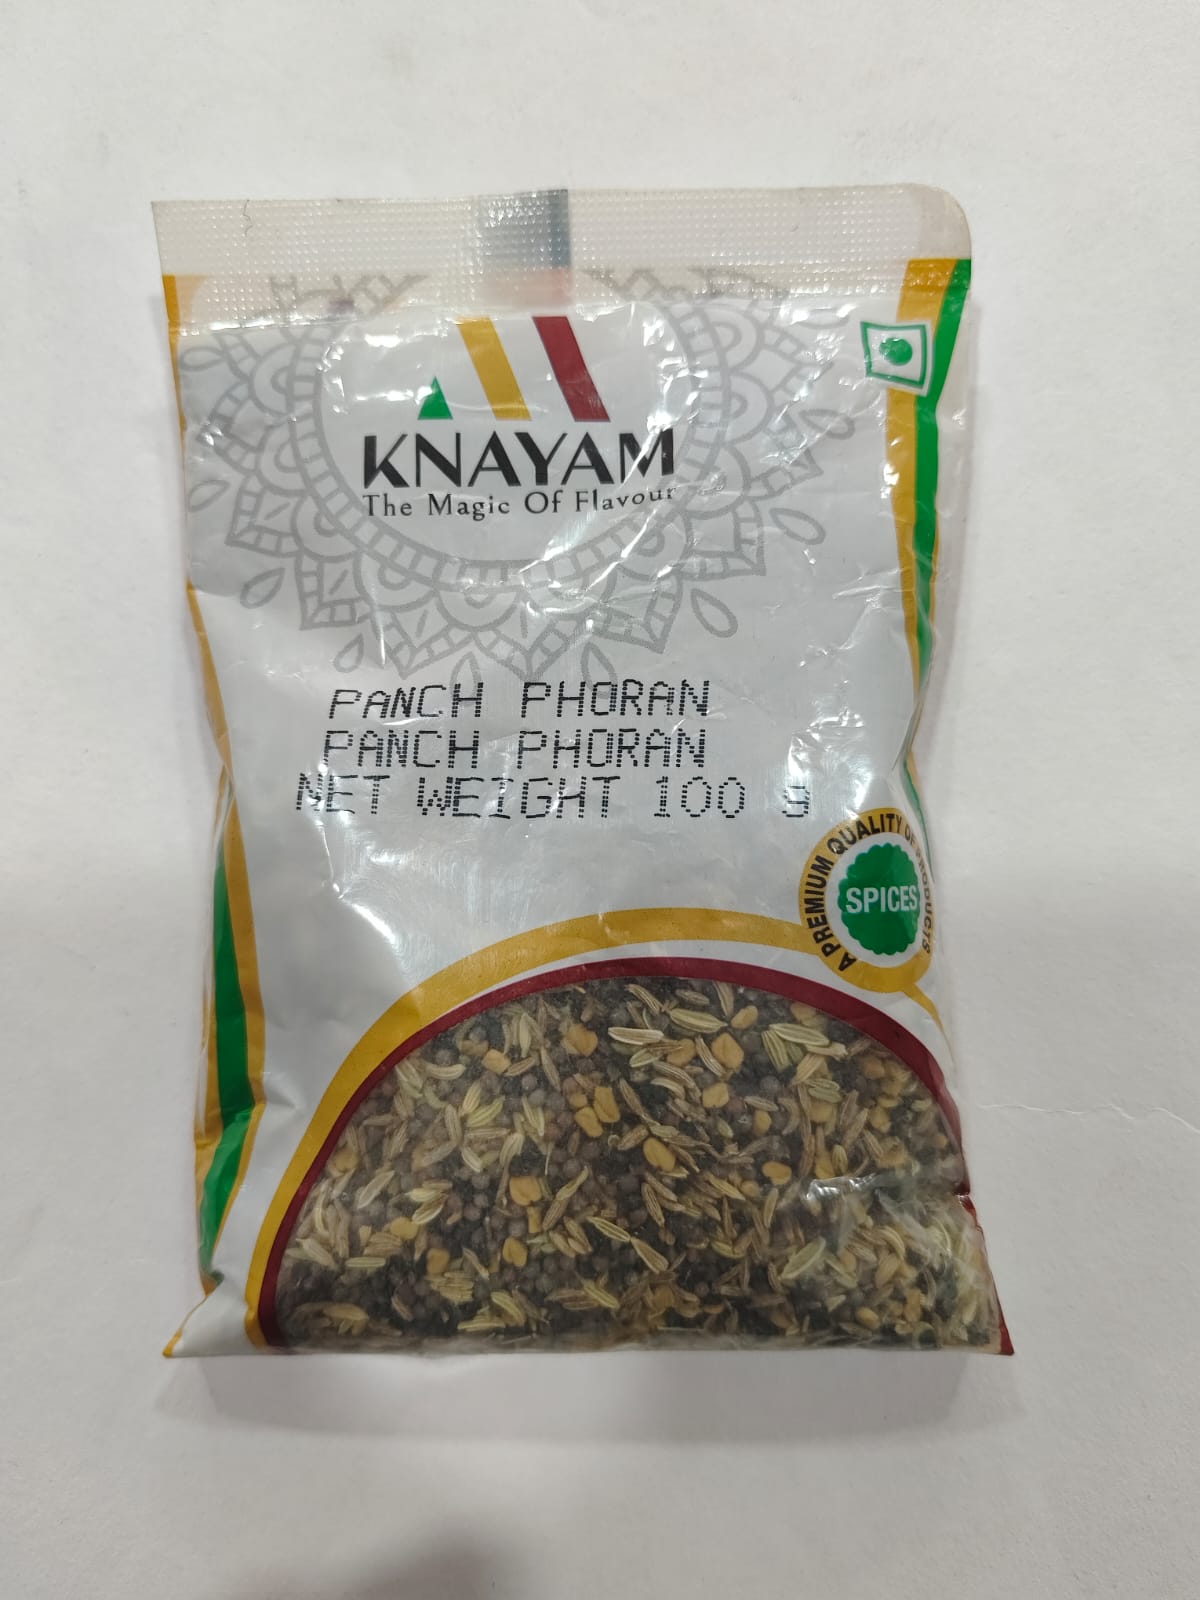 KNAYAM
The Magic Of Flavour
PANCH PHORAN
PANCH PHORAN
NET WEIGHT 100 g
A PREMIUM QUALITY OF PRODUCTS
SPICES